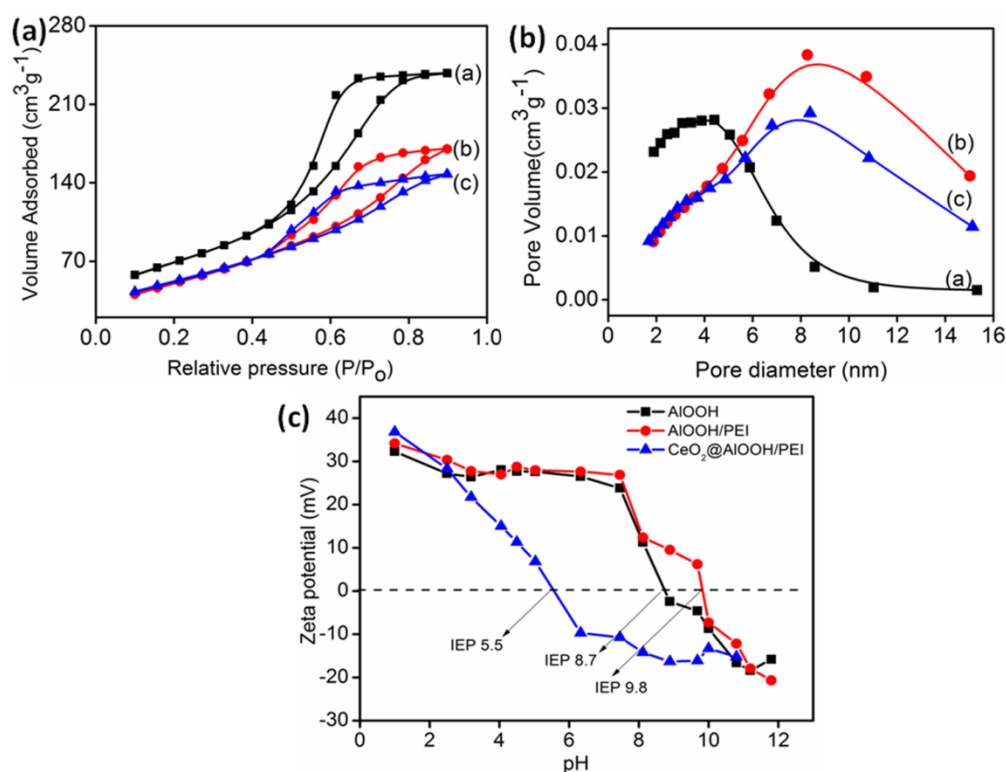 (a)
Volume Adsorbed (cm³g⁻¹)
280
210
140
70
(a)
(b)
(c)
0.0 0.2 0.4 0.6 0.8 1.0
Relative pressure (P/Po)
(b)
Pore Volume(cm³g⁻¹)
0.04
0.03
0.02
0.01
0.00
(b)
(c)
(a)
0 2 4 6 8 10 12 14 16
Pore diameter (nm)
(c)
Zeta potential (mV)
40
30
20
10
0
-10
-20
-30
AlOOH
AlOOH/PEI
CeO₂@AlOOH/PEI
IEP 5.5
IEP 8.7
IEP 9.8
0 2 4 6 8 10 12
pH